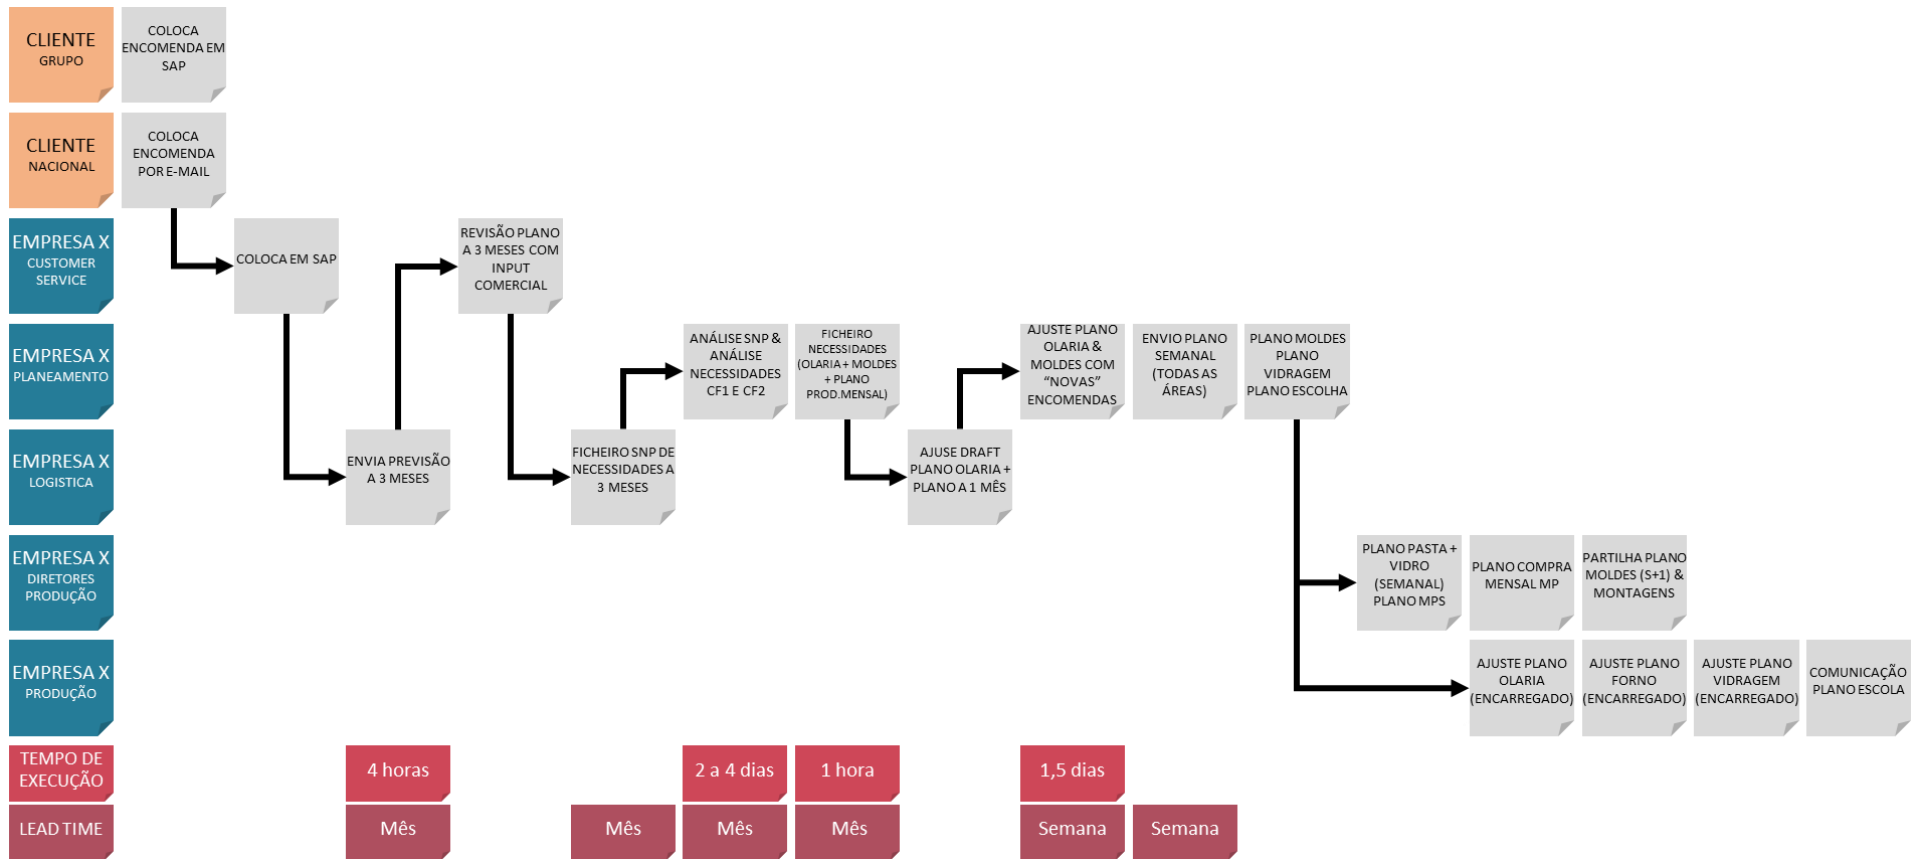 CLIENTE
GRUPO
COLOCA
ENCOMENDA EM
SAP
CLIENTE
NACIONAL
COLOCA
ENCOMENDA
POR E-MAIL
EMPRESA X
CUSTOMER
SERVICE
COLOCA EM SAP
REVISÃO PLANO
A 3 MESES COM
INPUT
COMERCIAL
EMPRESA X
PLANEAMENTO
ANÁLISE SNP &
ANÁLISE
NECESSIDADES
CF1 E CF2
FICHEIRO
NECESSIDADES
(OLARIA + MOLDES
+ PLANO
PROD.MENSAL)
AJUSTE PLANO
OLARIA &
MOLDES COM
“NOVAS”
ENCOMENDAS
ENVIO PLANO
SEMANAL
(TODAS AS
ÁREAS)
PLANO MOLDES
PLANO
VIDRAGEM
PLANO ESCOLHA
EMPRESA X
LOGISTICA
ENVIA PREVISÃO
A 3 MESES
FICHEIRO SNP DE
NECESSIDADES A
3 MESES
AJUSE DRAFT
PLANO OLARIA +
PLANO A 1 MÊS
EMPRESA X
DIRETORES
PRODUÇÃO
PLANO PASTA +
VIDRO
(SEMANAL)
PLANO MPS
PLANO COMPRA
MENSAL MP
PARTILHA PLANO
MOLDES (S+1) &
MONTAGENS
EMPRESA X
PRODUÇÃO
AJUSTE PLANO
OLARIA
(ENCARREGADO)
AJUSTE PLANO
FORNO
(ENCARREGADO)
AJUSTE PLANO
VIDRAGEM
(ENCARREGADO)
COMUNICAÇÃO
PLANO ESCOLA
TEMPO DE
EXECUÇÃO
4 horas
2 a 4 dias
1 hora
1,5 dias
LEAD TIME
Mês
Mês
Mês
Mês
Semana
Semana